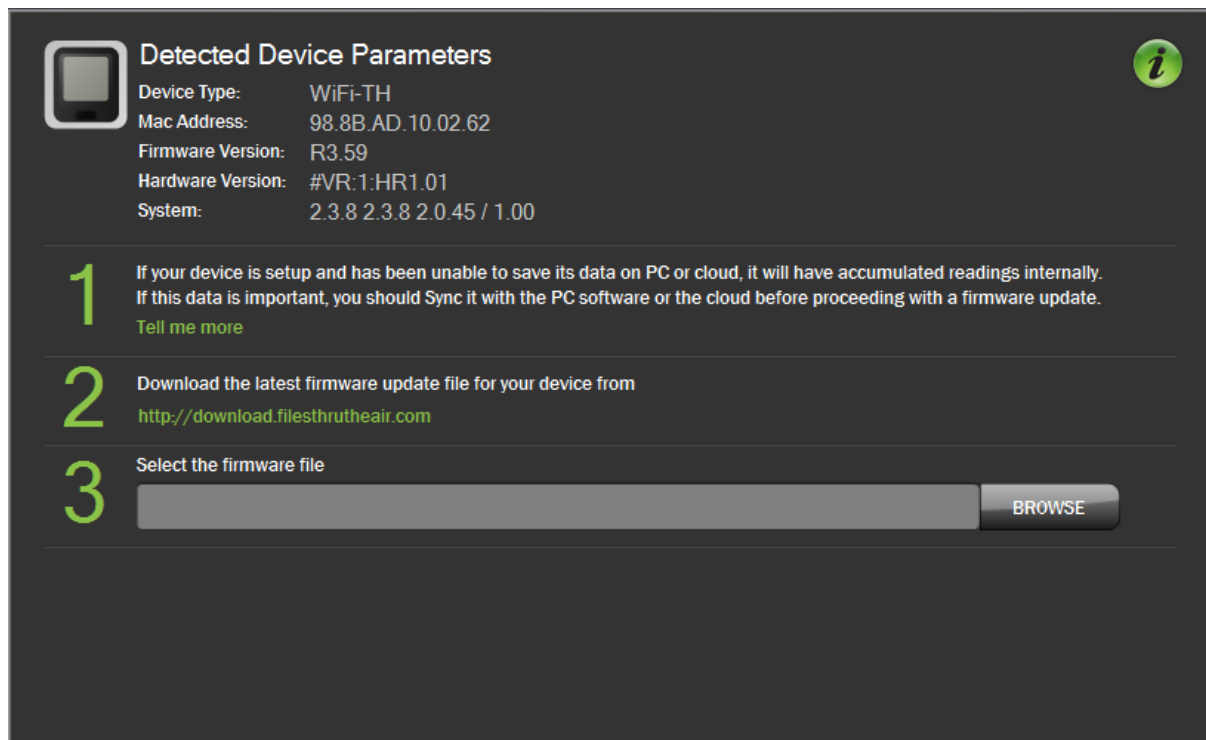 Detected Device Parameters
i
Device Type: WiFi-TH
Mac Address: 98.8B.AD.10.02.62
Firmware Version: R3.59
Hardware Version: #VR:1:HR1.01
System: 2.3.8 2.3.8 2.0.45 / 1.00
1
If your device is setup and has been unable to save its data on PC or cloud, it will have accumulated readings internally.
If this data is important, you should Sync it with the PC software or the cloud before proceeding with a firmware update.
Tell me more
2
Download the latest firmware update file for your device from
http://download.filesthrutheair.com
3
Select the firmware file
BROWSE